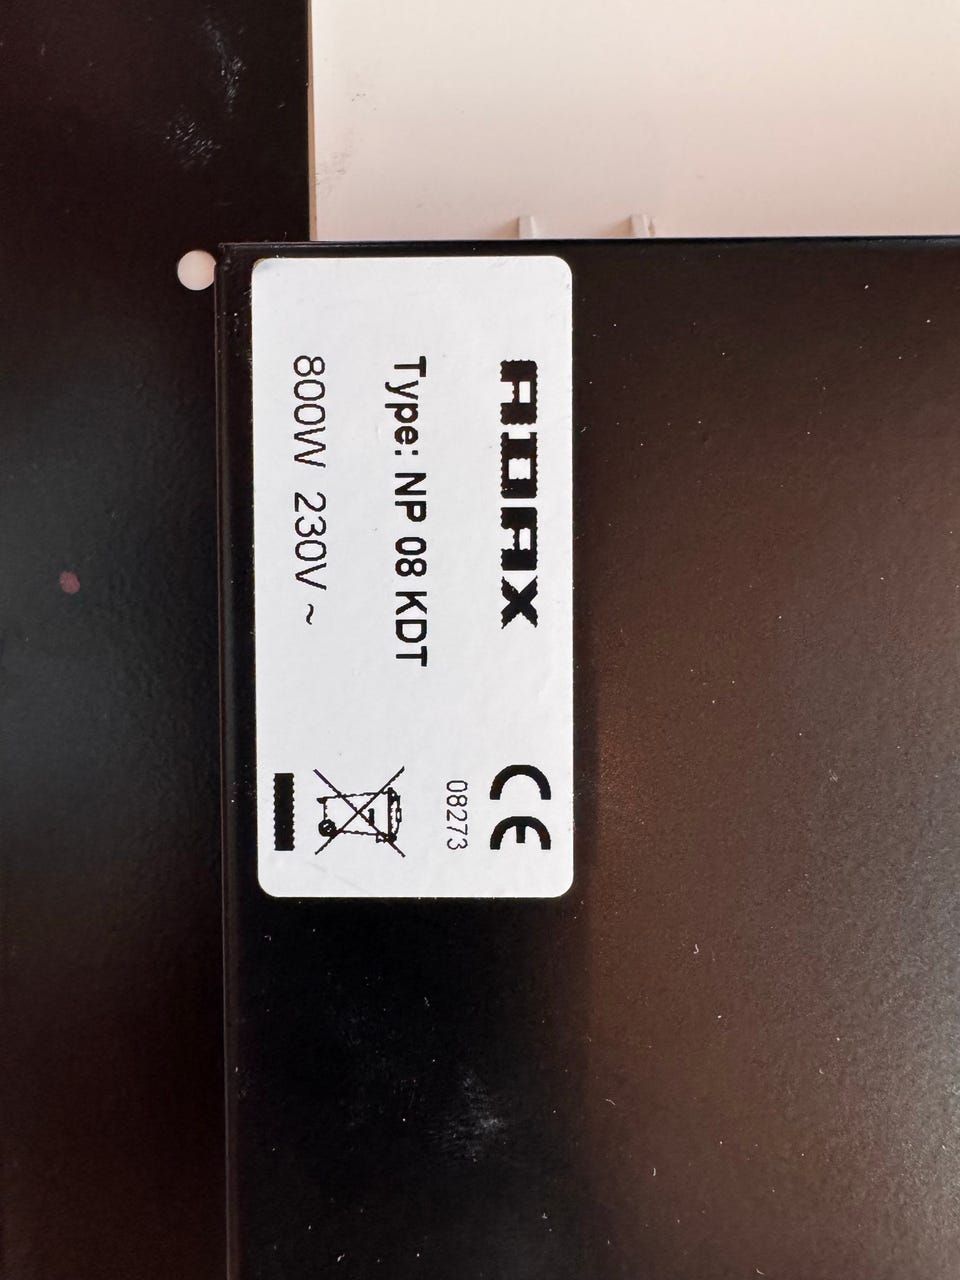 ADAX
Type: NP 08 KDT
800W 230V ~
CE
08273